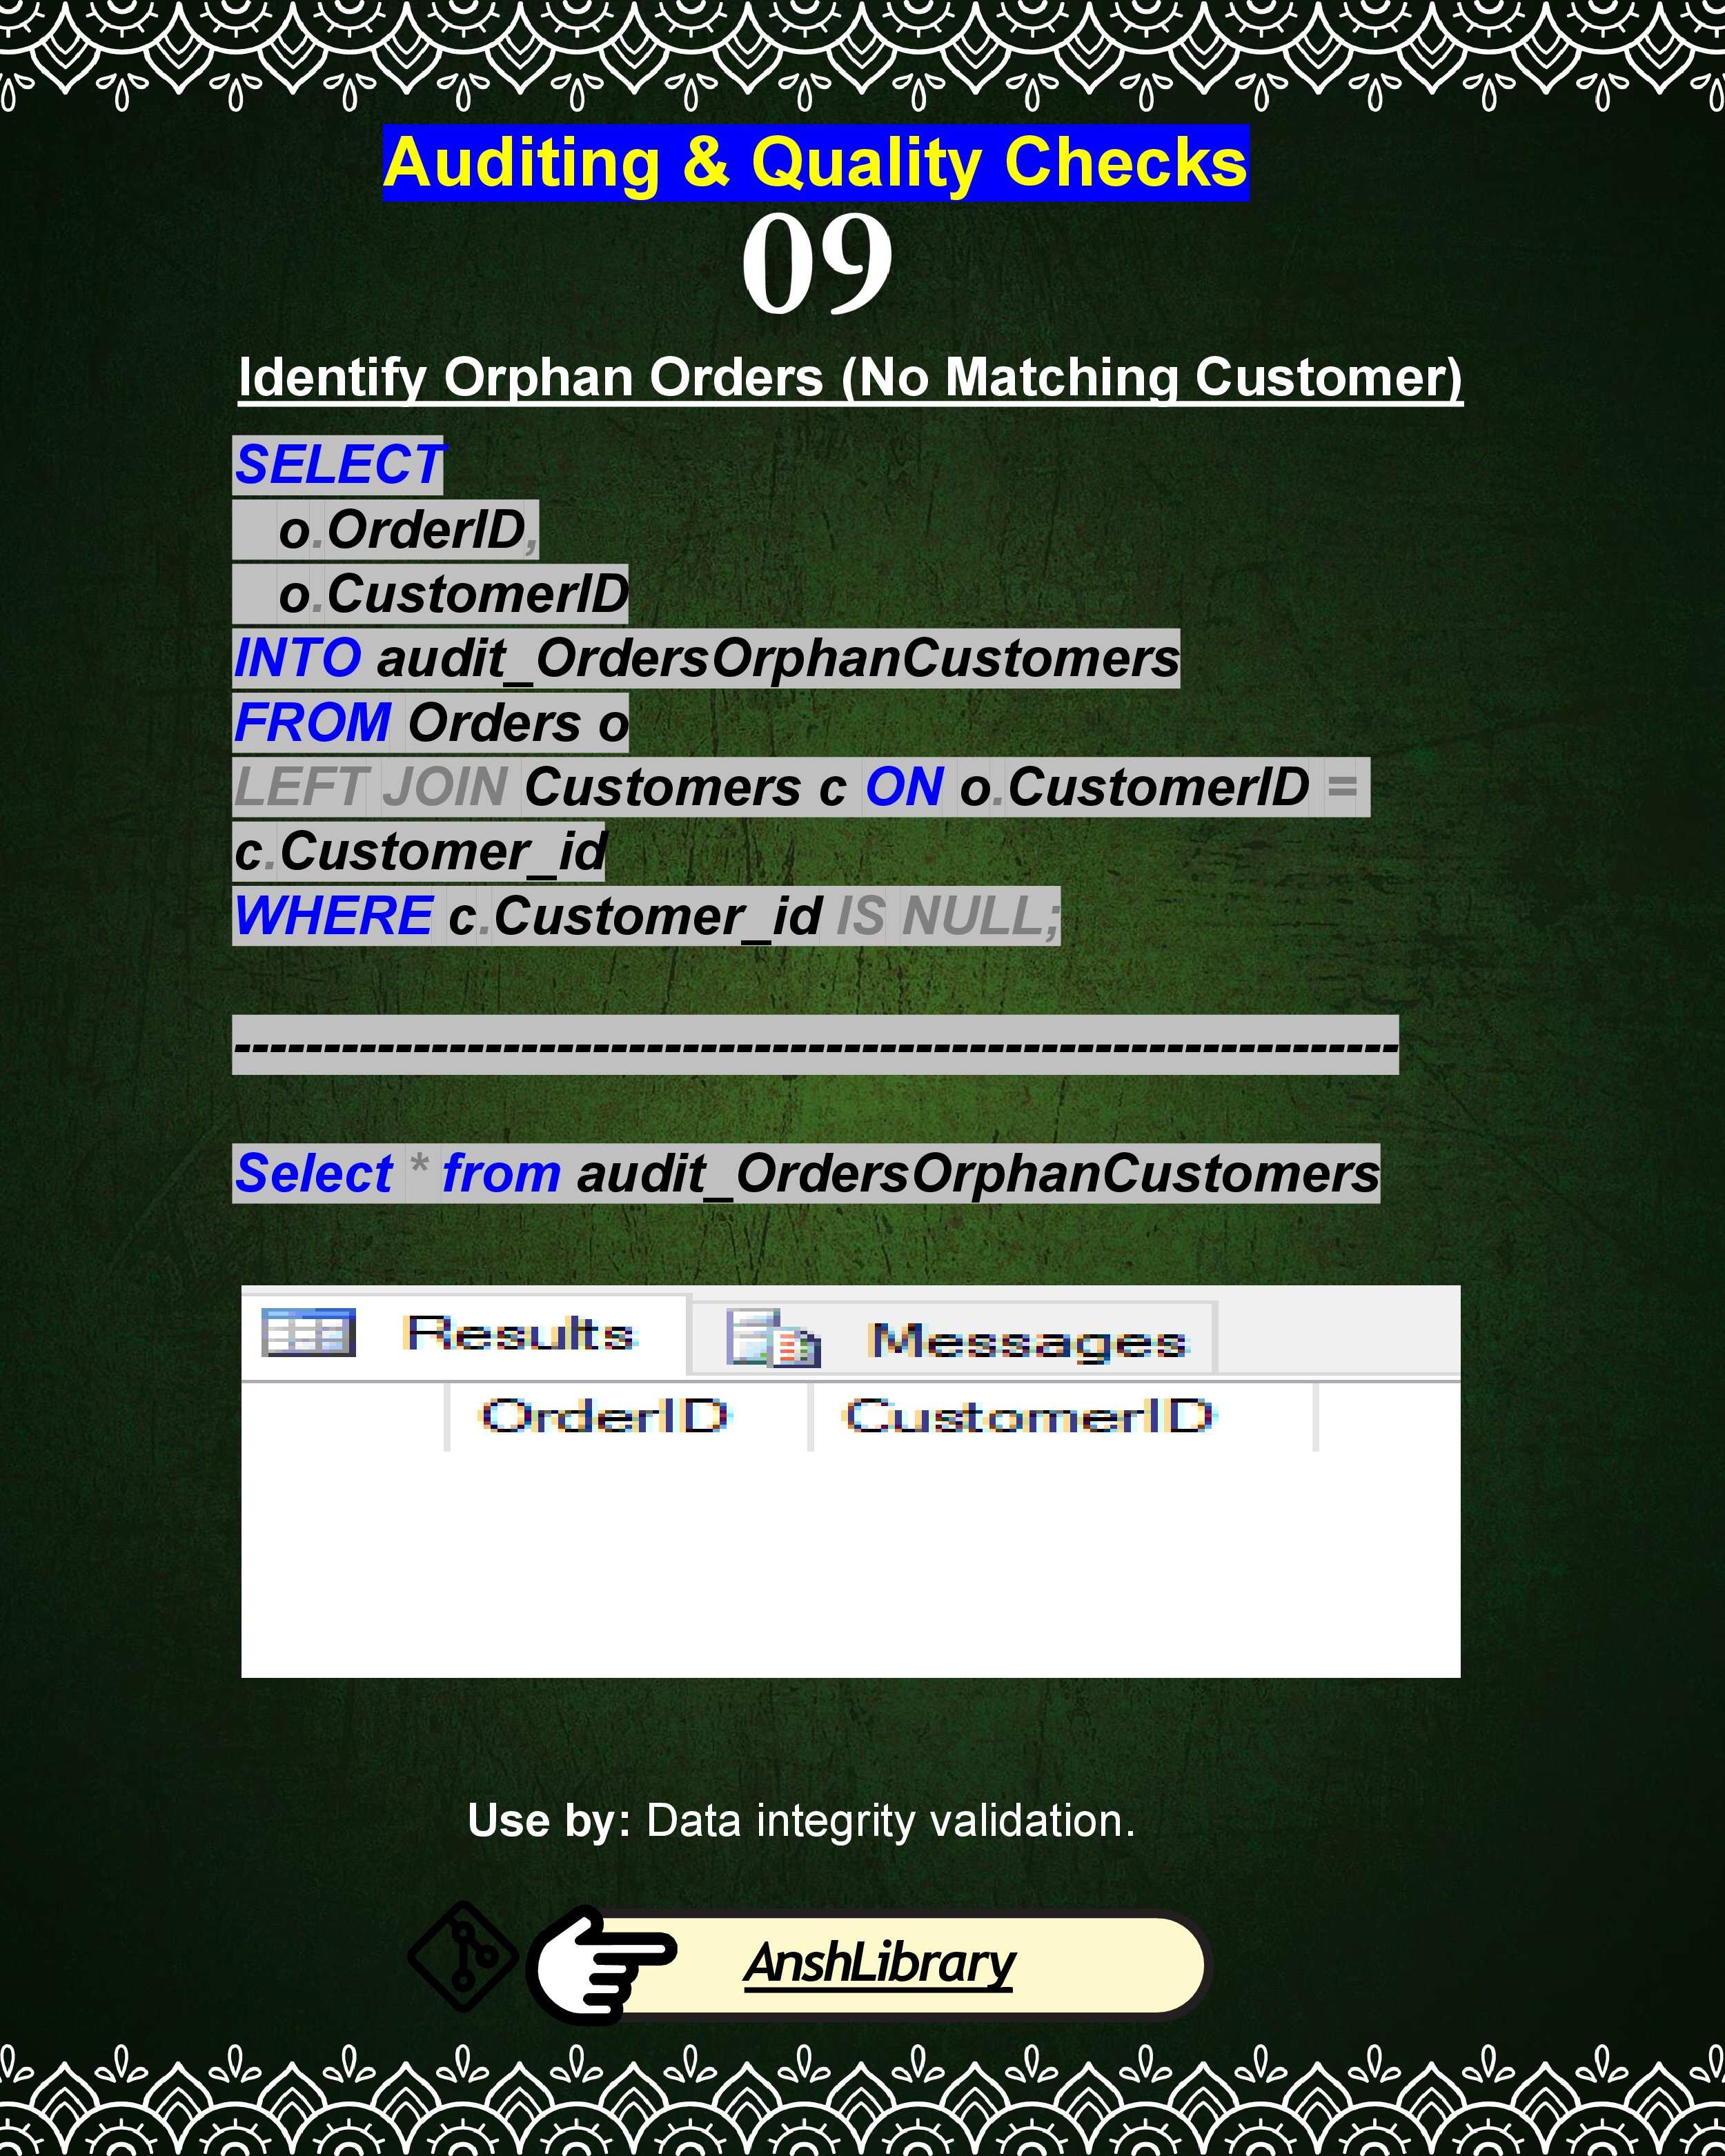 Auditing & Quality Checks
09
Identify Orphan Orders (No Matching Customer)
SELECT
o.OrderID,
o.CustomerID
INTO audit_OrdersOrphanCustomers
FROM Orders o
LEFT JOIN Customers c ON o.CustomerID =
c.Customer_id
WHERE c.Customer_id IS NULL;
-----------------------------------------------------------------
Select * from audit_OrdersOrphanCustomers
Results Messages
OrderID CustomerID
Use by: Data integrity validation.
AnshLibrary